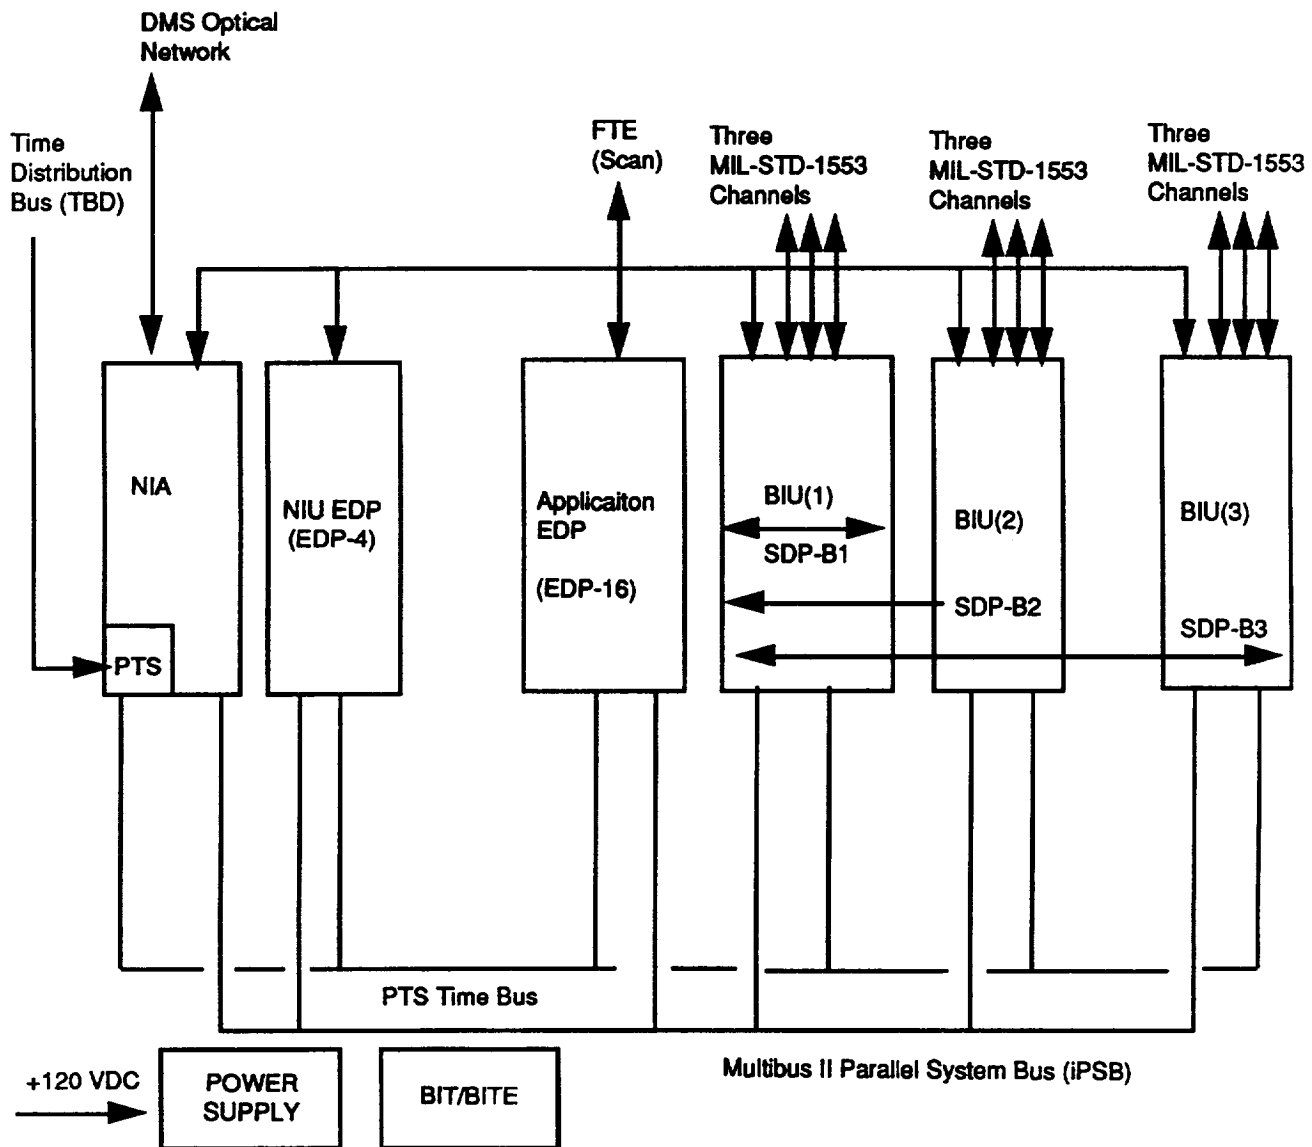 DMS Optical
Network
Time
Distribution
Bus (TBD)
FTE
(Scan)
Three
MIL-STD-1553
Channels
Three
MIL-STD-1553
Channels
Three
MIL-STD-1553
Channels
NIA
NIU EDP
(EDP-4)
Applicaiton
EDP
(EDP-16)
BIU(1)
SDP-B1
BIU(2)
SDP-B2
BIU(3)
SDP-B3
PTS
PTS Time Bus
Multibus II Parallel System Bus (iPSB)
+120 VDC
POWER
SUPPLY
BIT/BITE